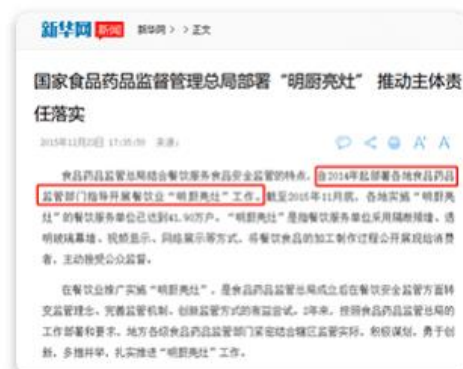 新华网 新闻 新华网 > > 正文
国家食品药品监督管理总局部署“明厨亮灶” 推动主体责
任落实
2015年11月23日 17:35:59 来源:
食品药品监管总局结合餐饮服务食品安全监管的特点,自2014年起部署各地食品药品
监管部门指导开展餐饮业“明厨亮灶”工作。截至2015年11月底,各地实施“明厨亮
灶”的餐饮服务单位已达到41.90万户。“明厨亮灶”是指餐饮服务单位采用隔断矮墙、透
明玻璃幕墙、视频显示、网络展示等方式,将餐饮食品的加工制作过程公开展现给消费
者,主动接受公众监督。
在餐饮业推广实施“明厨亮灶”,是食品药品监管总局成立后在餐饮安全监管方面转
变监管理念、完善监管机制、创新监管方式的有益尝试。2年来,按照食品药品监管总局的
工作部署和要求,地方各级食品药品监管部门紧密结合辖区监管实际,积极谋划,勇于创
新,多措并举,扎实推进“明厨亮灶”工作。